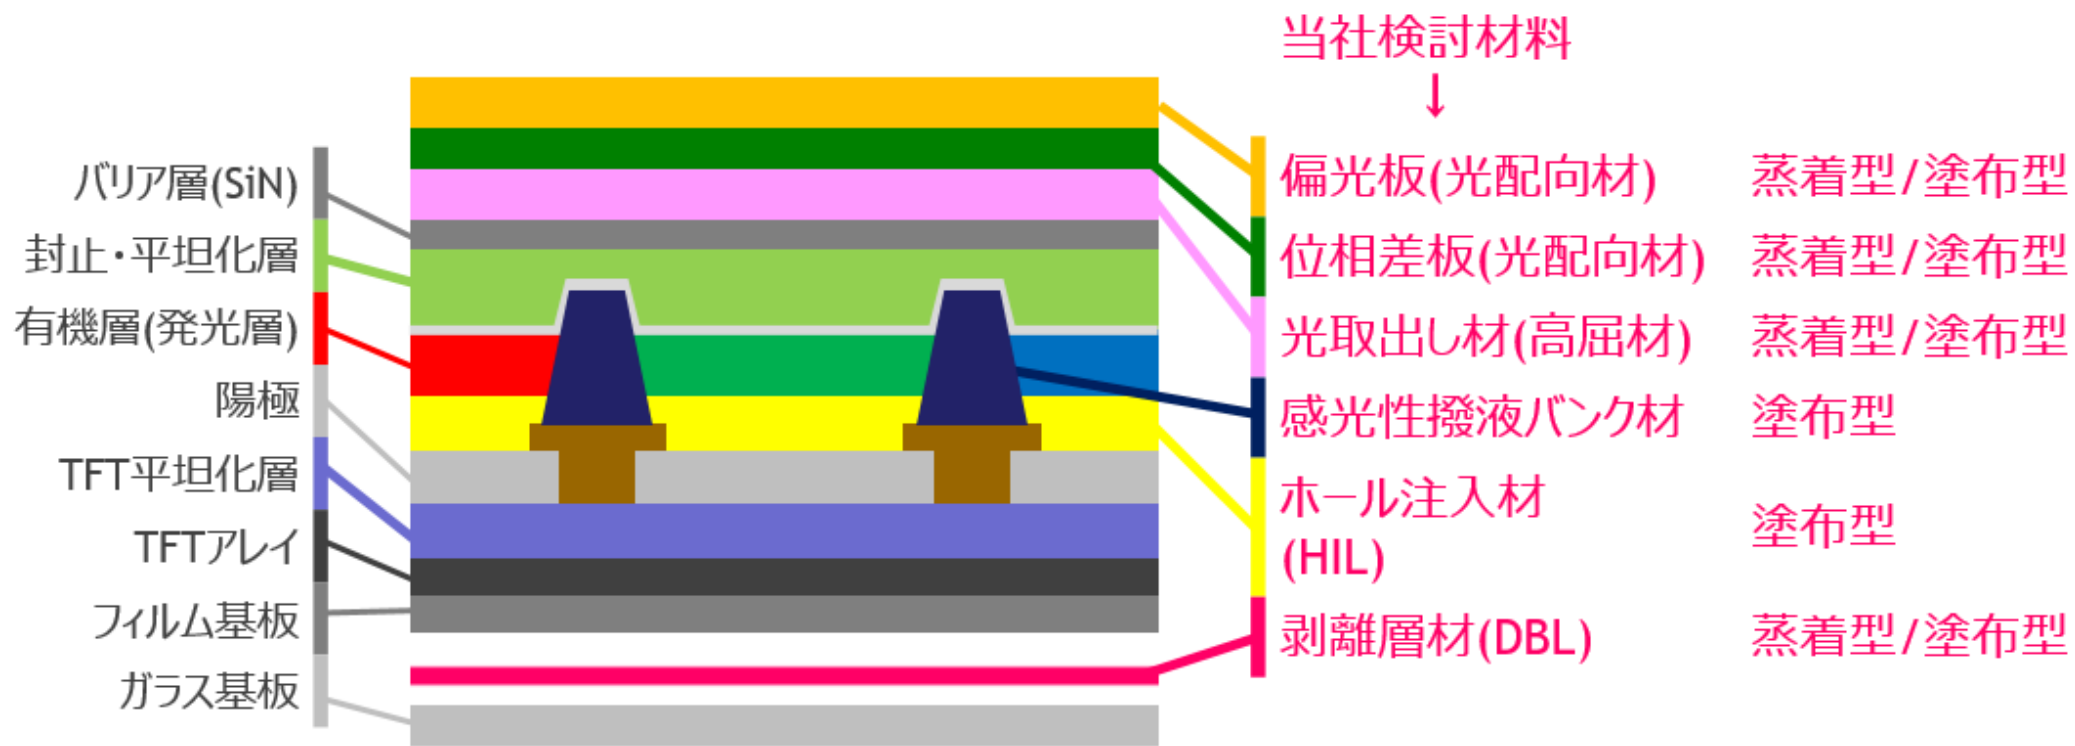 当社検討材料
↓
バリア層(SiN)
封止・平坦化層
有機層(発光層)
陽極
TFT平坦化層
TFTアレイ
フィルム基板
ガラス基板
偏光板(光配向材) 蒸着型/塗布型
位相差板(光配向材) 蒸着型/塗布型
光取出し材(高屈材) 蒸着型/塗布型
感光性撥液バンク材 塗布型
ホール注入材
(HIL) 塗布型
剥離層材(DBL) 蒸着型/塗布型